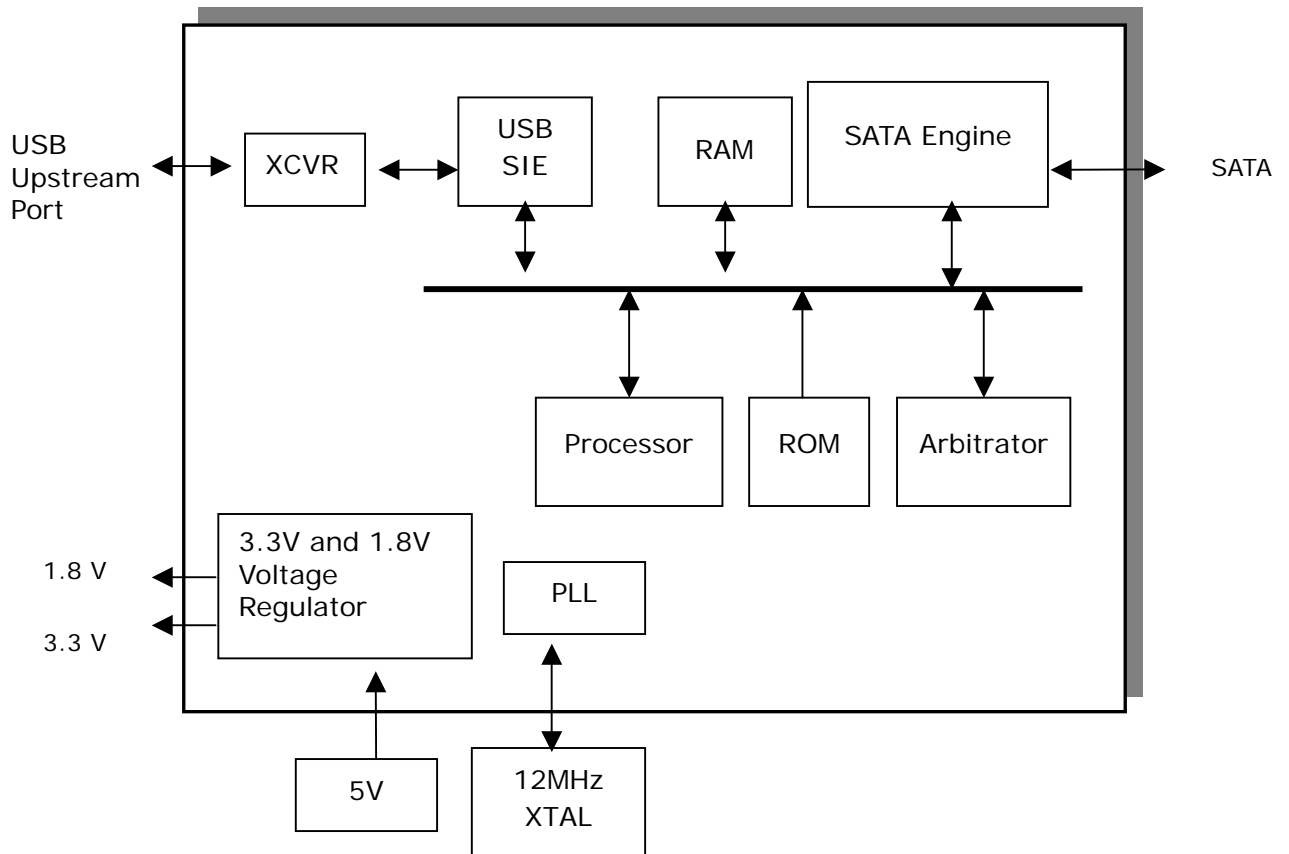 USB
Upstream
Port
XCVR
USB
SIE
RAM
SATA Engine
SATA
Processor
ROM
Arbitrator
3.3V and 1.8V
Voltage
Regulator
1.8 V
3.3 V
PLL
5V
12MHz
XTAL